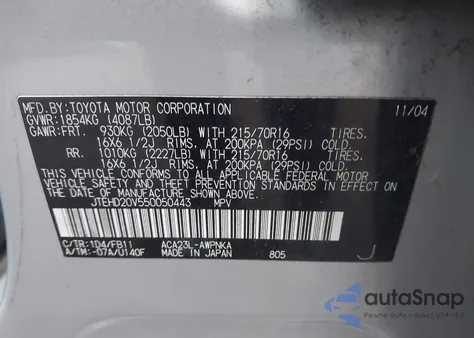 MFD.BY:TOYOTA MOTOR CORPORATION 11/04
GVWR:1854KG (4087LB)
GAWR:FRT. 930KG (2050LB) WITH 215/70R16 TIRES,
16X6 1/2J RIMS, AT 200KPA (29PSI) COLD.
RR. 1010KG (2227LB) WITH 215/70R16 TIRES,
16X6 1/2J RIMS, AT 200KPA (29PSI) COLD.
THIS VEHICLE CONFORMS TO ALL APPLICABLE FEDERAL MOTOR
VEHICLE SAFETY AND THEFT PREVENTION STANDARDS IN EFFECT
ON THE DATE OF MANUFACTURE SHOWN ABOVE.
JTEHD20V550050443 MPV
C/TR:1D4/FB11 ACA23L-AWPNKA J
A/TM:-07A/U140F MADE IN JAPAN 805
autoSnap